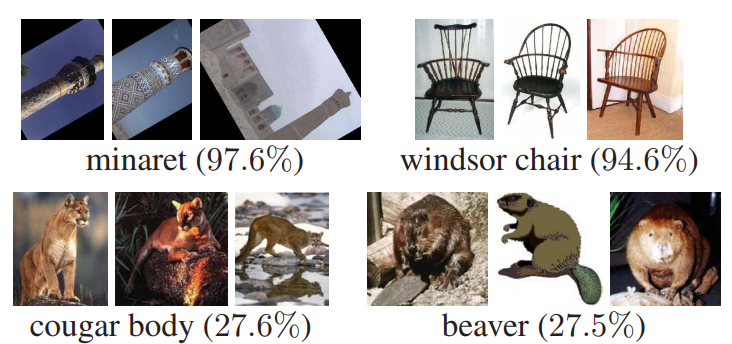 minaret (97.6%)
windsor chair (94.6%)
cougar body (27.6%)
beaver (27.5%)